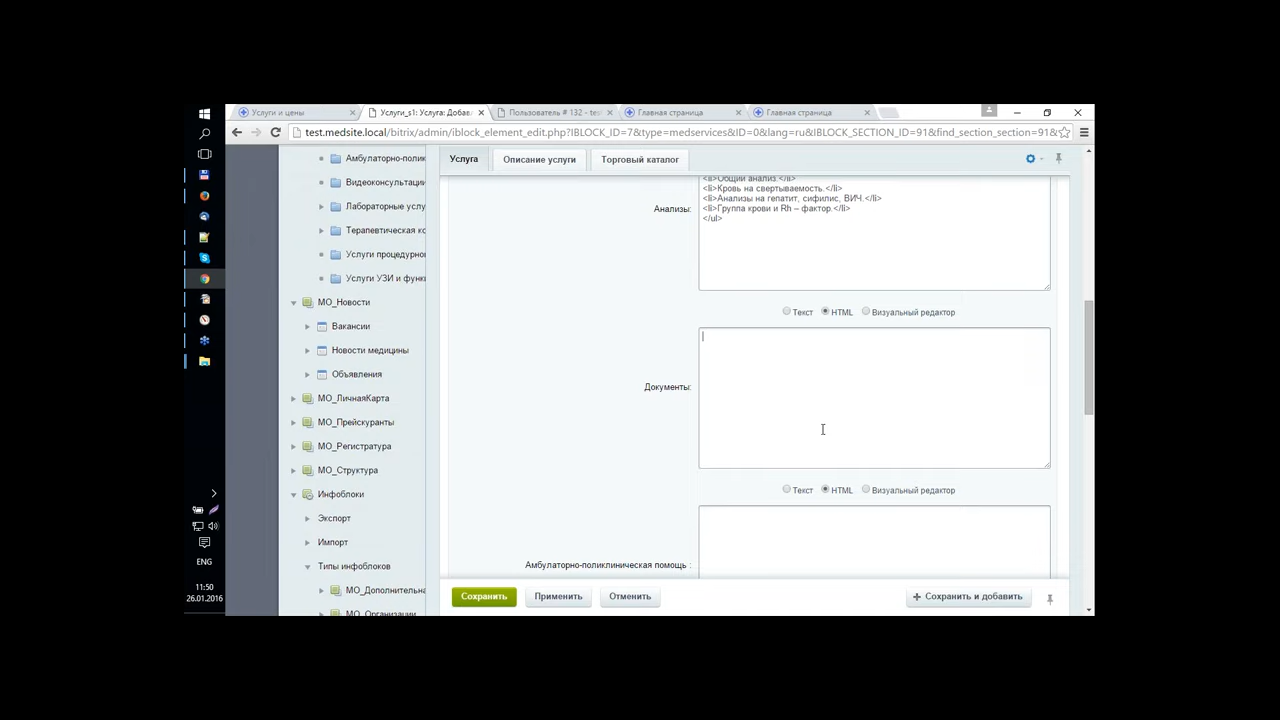 Услуги и цены
Услуги_s1: Услуга: Добав
Пользователь # 132 - tes
Главная страница
Главная страница
test.medsite.local/bitrix/admin/iblock_element_edit.php?IBLOCK_ID=7&type=medservices&ID=0&lang=ru&IBLOCK_SECTION_ID=91&find_section_section=91&
Амбулаторно-полик
Видеоконсультации
Лабораторные услу
Терапевтическая ко
Услуги процедурно
Услуги УЗИ и функ
МО_Новости
Вакансии
Новости медицины
Объявления
МО_ЛичнаяКарта
МО_Прейскуранты
МО_Регистратура
МО_Структура
Инфоблоки
Экспорт
Импорт
Типы инфоблоков
МО_Дополнительна
МО_Организации
Услуга
Описание услуги
Торговый каталог
<li>Общий анализ.</li>
<li>Кровь на свертываемость.</li>
<li>Анализы на гепатит, сифилис, ВИЧ.</li>
<li>Группа крови и Rh – фактор.</li>
</ul>
Анализы:
Текст HTML Визуальный редактор
Документы:
Текст HTML Визуальный редактор
Амбулаторно-поликлиническая помощь :
Сохранить
Применить
Отменить
+ Сохранить и добавить
ENG
11:50
26.01.2016